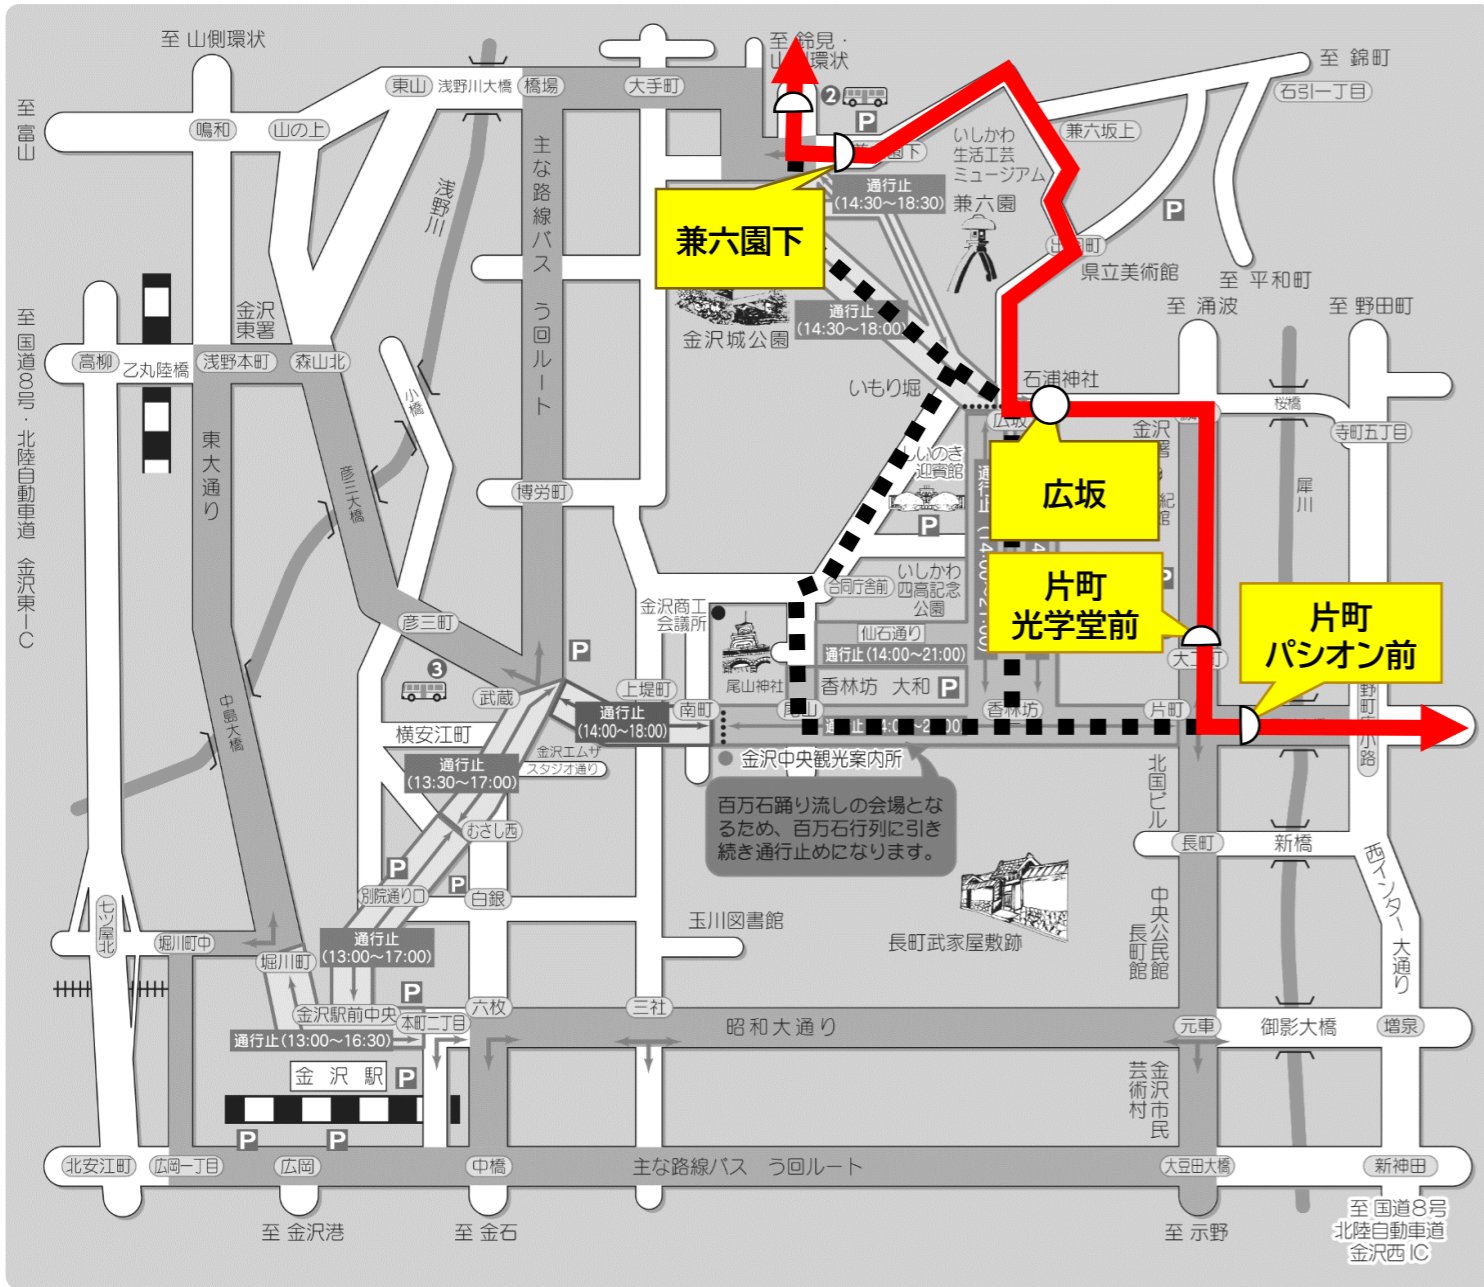 至 山側環状
至 鈴見・
山側環状
至 錦町
東山
浅野川大橋
橋場
大手町
❷
P
石引一丁目
至 富山
鳴和
山の上
兼六坂上
兼六園下
いしかわ
生活工芸
ミュージアム
主な路線バス う回ルート
浅野川
通行止
(14:30〜18:30)
兼六園
P
兼六園下
県立美術館
至 平和町
至 涌波
至 野田町
通行止
(14:30〜18:00)
金沢城公園
金沢
東署
至 国道8号・北陸自動車道 金沢東IC
高柳
乙丸陸橋
浅野本町
森山北
小橋
いもり堀
石浦神社
桜橋
広坂
寺町五丁目
東大通り
彦三大橋
博労町
しいのき
迎賓館
P
通行止(14:00〜21:00)
広坂
金沢
犀川
合同庁舎前
いしかわ
四高記念
公園
片町
光学堂前
片町
パシオン前
金沢商工
会議所
彦三町
仙石通り
通行止(14:00〜21:00)
P
❸
尾山神社
香林坊 大和 P
中島大橋
武蔵
上堤町
南町
尾山
香林坊
片町
通行止
(14:00〜18:00)
横安江町
金沢エムザ
スタジオ通り
金沢中央観光案内所
通行止
(13:30〜17:00)
北国ビル
百万石踊り流しの会場とな
るため、百万石行列に引き
続き通行止めになります。
むさし西
長町
新橋
西インター大通り
P
P
別院通り口
白銀
七ツ屋北
堀川町中
玉川図書館
長町武家屋敷跡
中央公民館
長町館
通行止
(13:00〜17:00)
堀川町
P
金沢駅前中央
本町二丁目
六枚
三社
昭和大通り
元車
御影大橋
増泉
通行止(13:00〜16:30)
金沢駅
P
金沢市民
芸術村
P
P
北安江町
広岡一丁目
広岡
中橋
主な路線バス う回ルート
大豆田大橋
新神田
至 金沢港
至 金石
至 示野
至 国道8号
北陸自動車道
金沢西IC